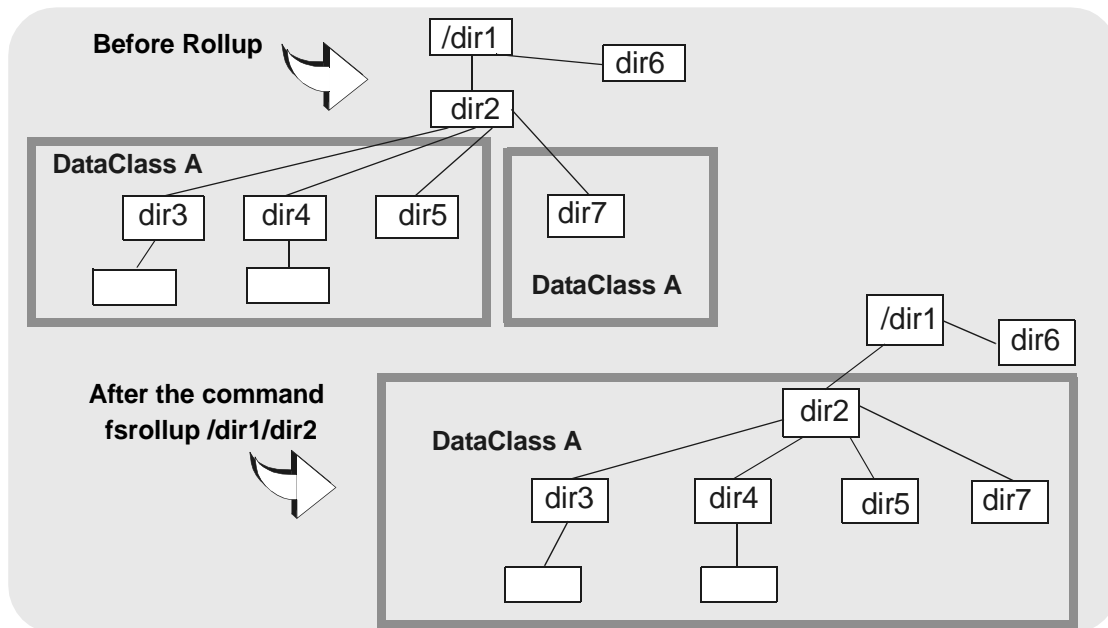 Before Rollup
/dir1
dir6
dir2
DataClass A
dir3
dir4
dir5
dir7
DataClass A
/dir1
dir6
After the command
fsrollup /dir1/dir2
dir2
DataClass A
dir3
dir4
dir5
dir7